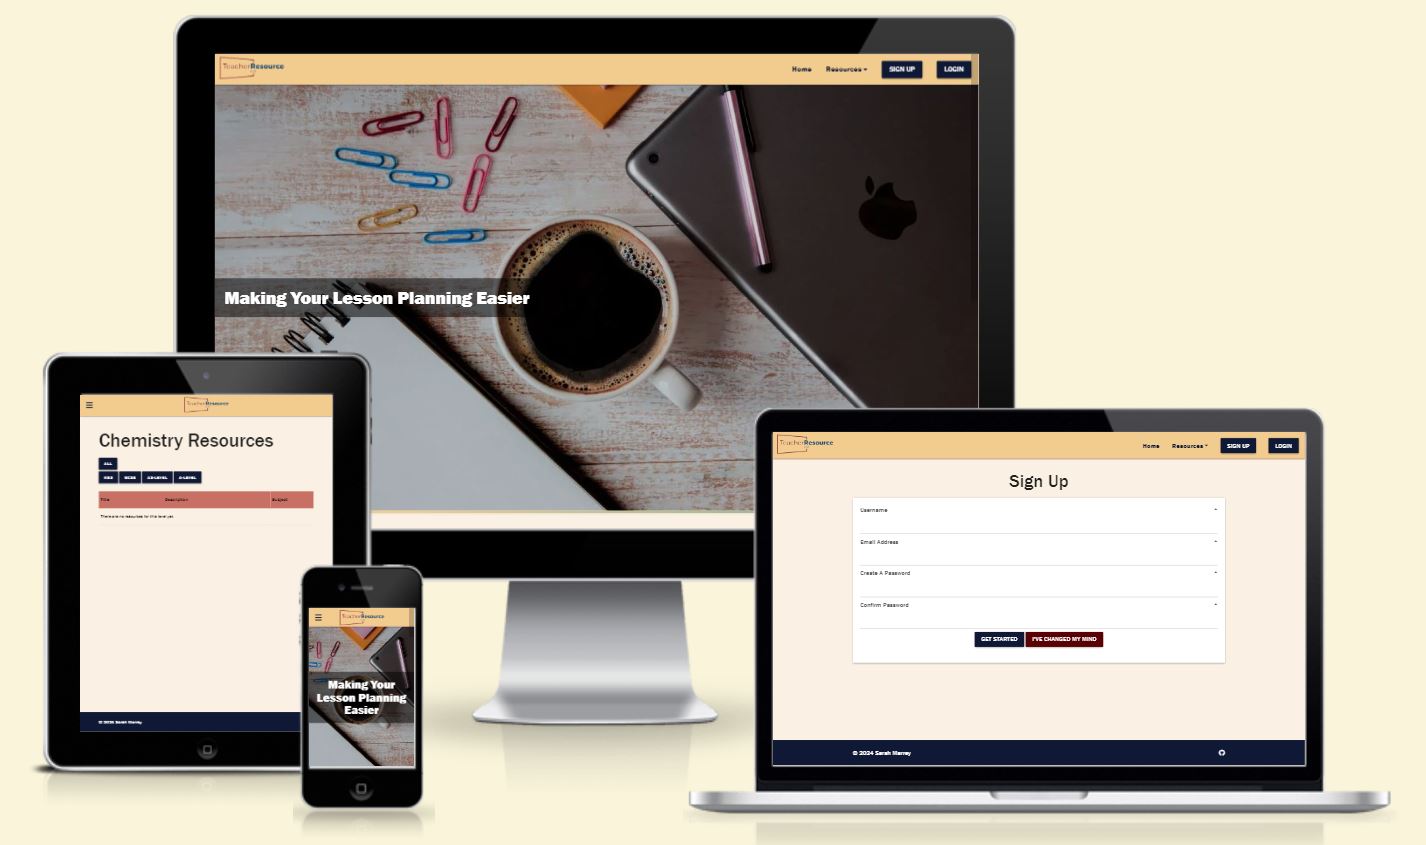 TeacherResource
Home
Resources
SIGN UP
LOGIN
Making Your Lesson Planning Easier
TeacherResource
Chemistry Resources
ALL
KS3
GCSE
AS-LEVEL
A-LEVEL
Title
Description
Subject
There are no resources for this level yet.
© 2024 Sarah Murray
TeacherResource
Making Your
Lesson Planning
Easier
TeacherResource
Home
Resources
SIGN UP
LOGIN
Sign Up
Username
Email Address
Create A Password
Confirm Password
GET STARTED
I'VE CHANGED MY MIND
© 2024 Sarah Murray